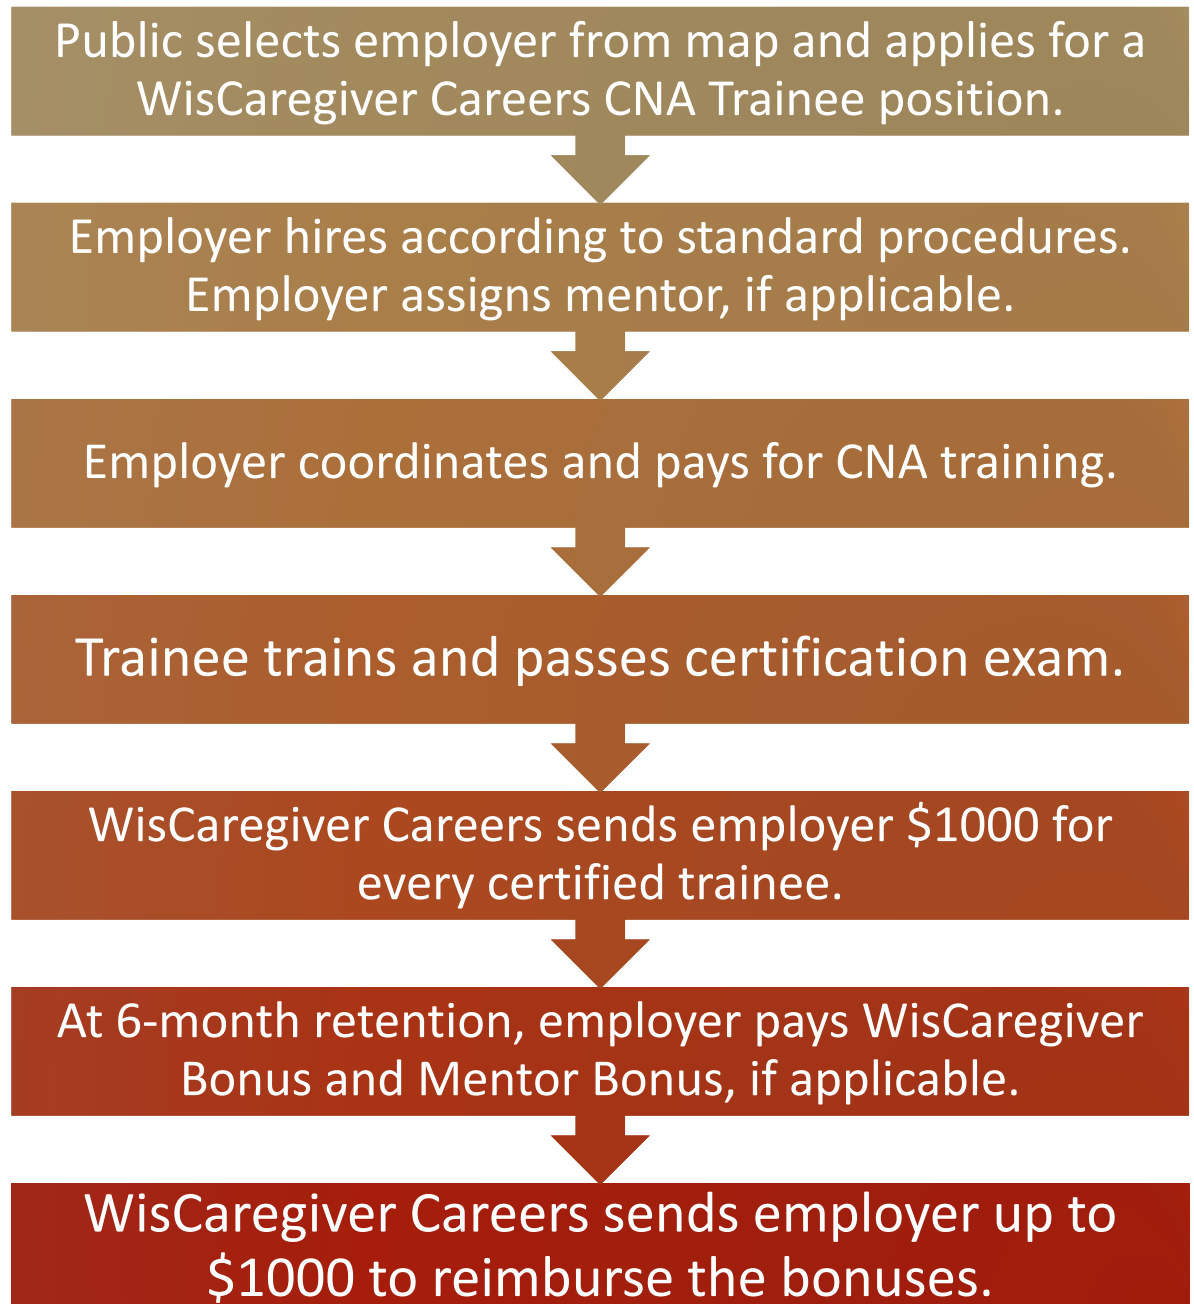 Public selects employer from map and applies for a
WisCaregiver Careers CNA Trainee position.
Employer hires according to standard procedures.
Employer assigns mentor, if applicable.
Employer coordinates and pays for CNA training.
Trainee trains and passes certification exam.
WisCaregiver Careers sends employer $1000 for
every certified trainee.
At 6-month retention, employer pays WisCaregiver
Bonus and Mentor Bonus, if applicable.
WisCaregiver Careers sends employer up to
$1000 to reimburse the bonuses.